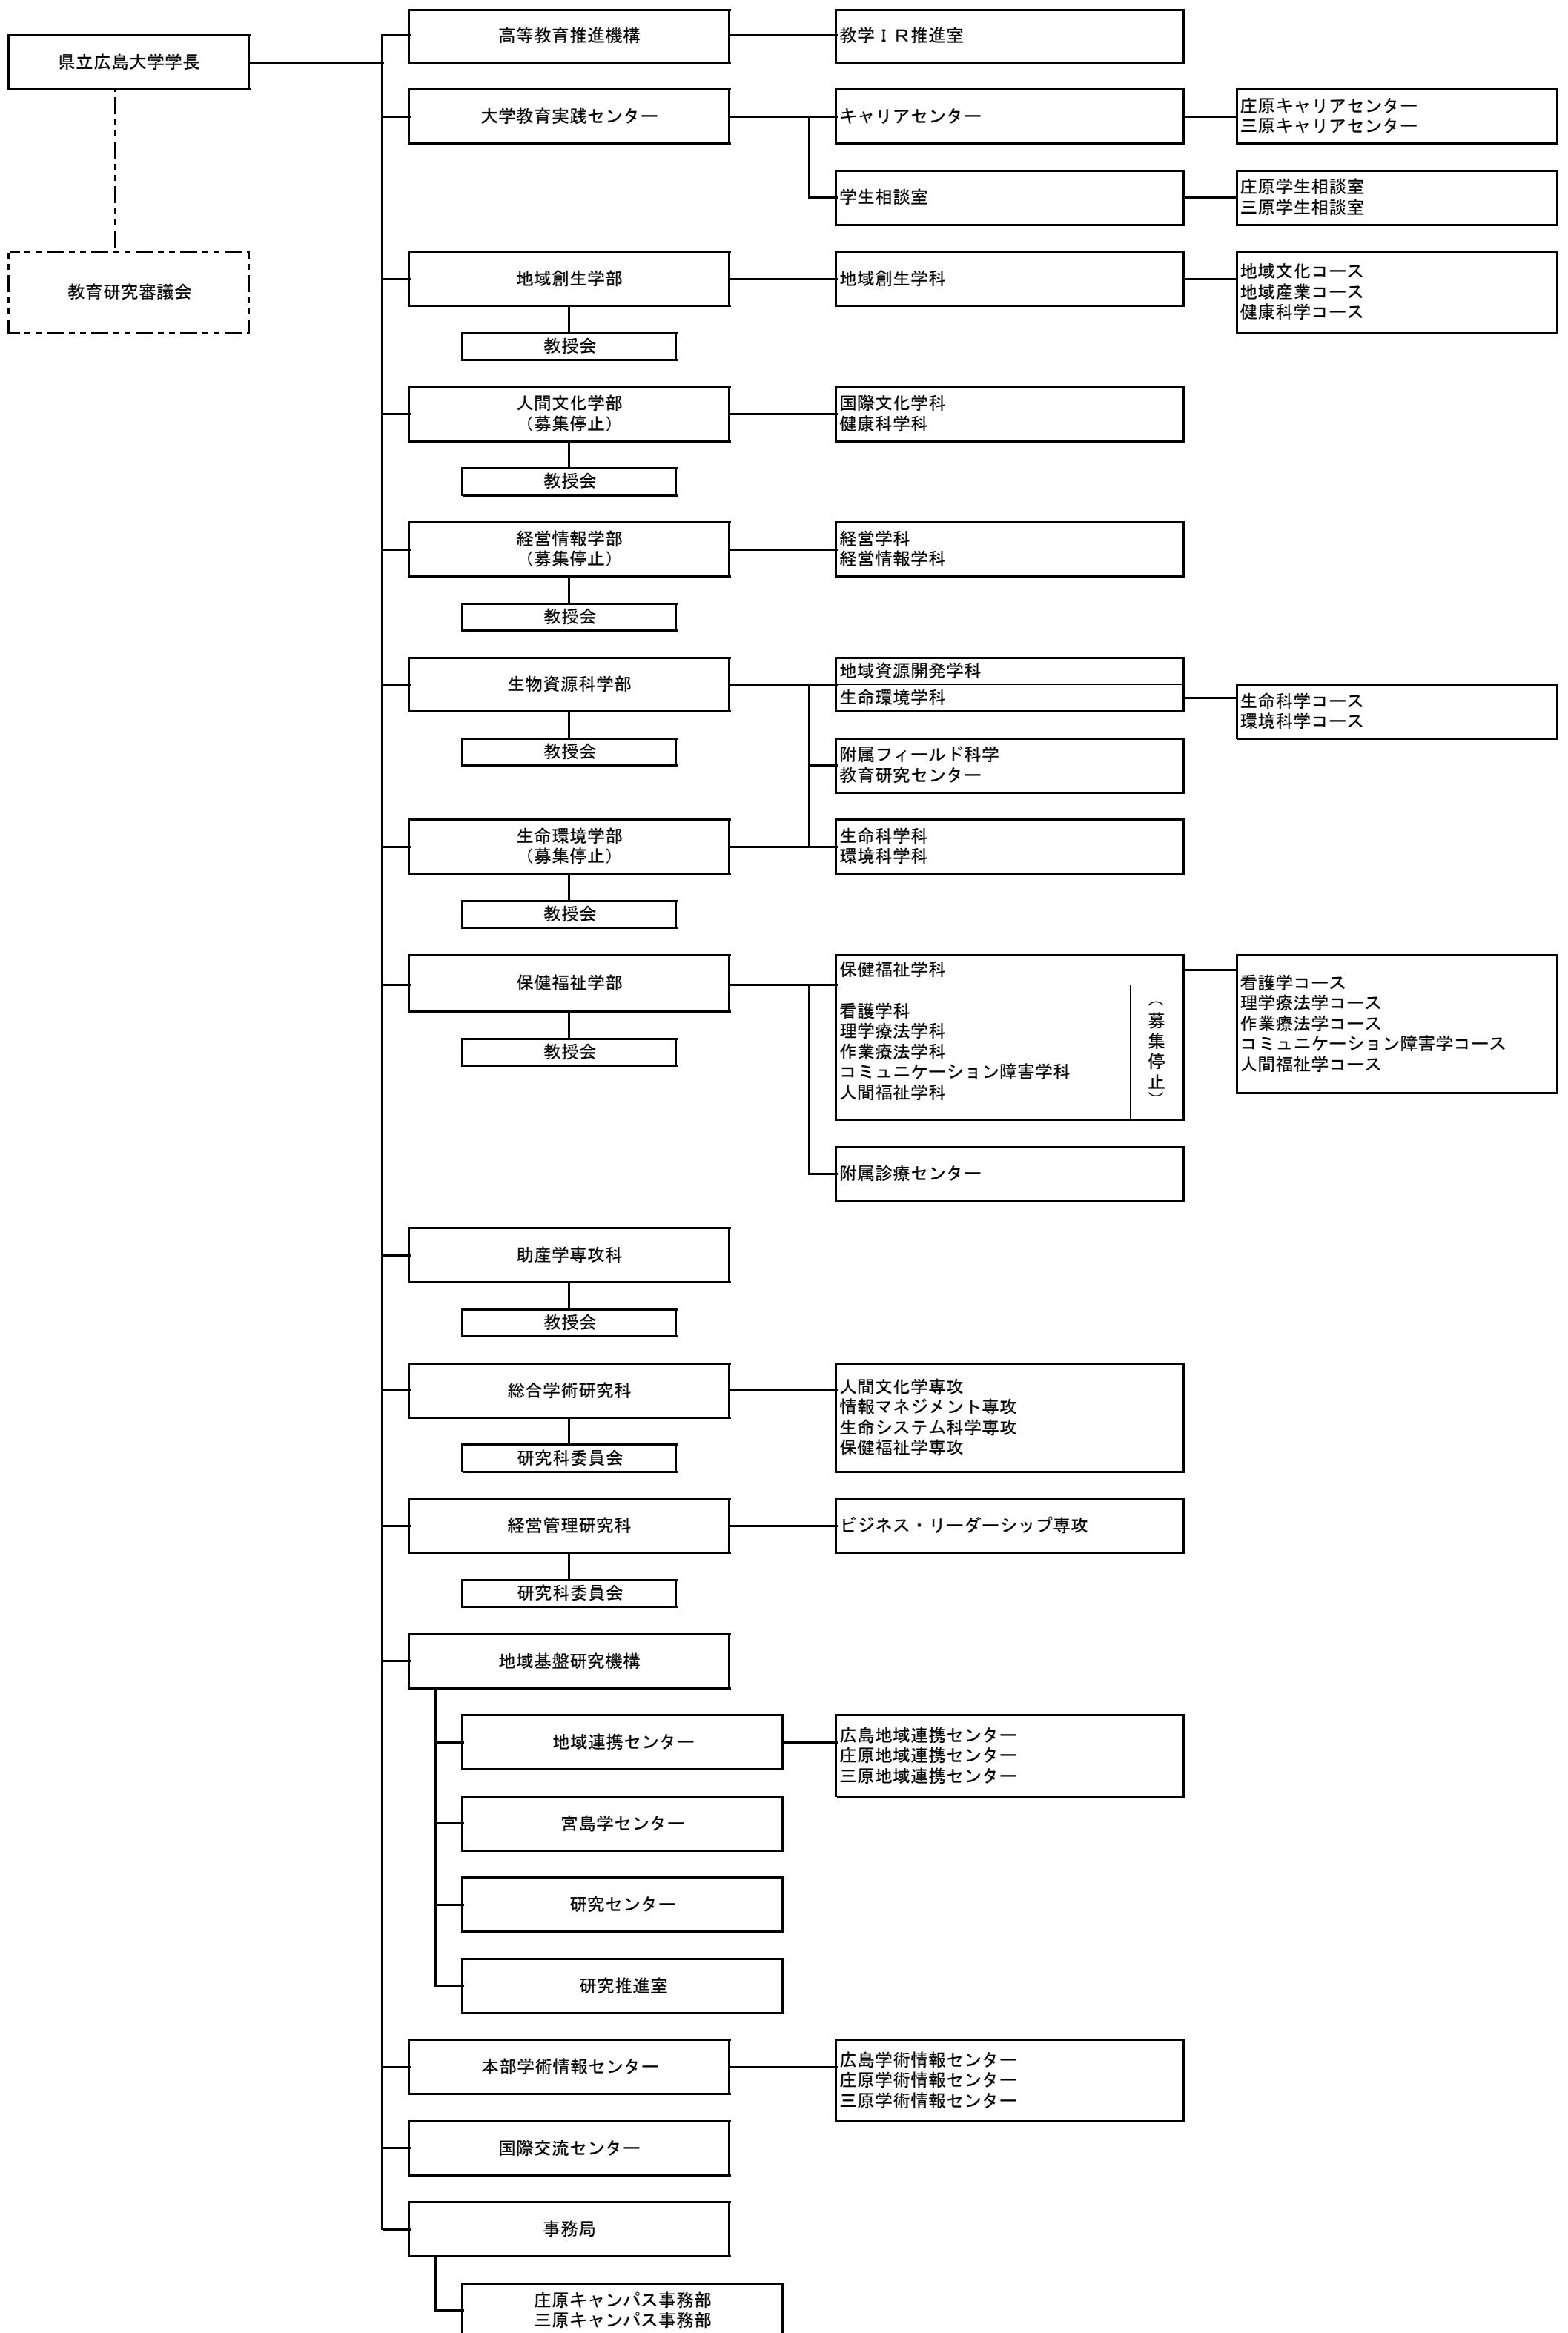 県立広島大学学長
教育研究審議会
高等教育推進機構
教学ＩＲ推進室
大学教育実践センター
キャリアセンター
庄原キャリアセンター
三原キャリアセンター
学生相談室
庄原学生相談室
三原学生相談室
地域創生学部
地域創生学科
地域文化コース
地域産業コース
健康科学コース
教授会
人間文化学部
（募集停止）
国際文化学科
健康科学科
教授会
経営情報学部
（募集停止）
経営学科
経営情報学科
教授会
生物資源科学部
地域資源開発学科
生命環境学科
生命科学コース
環境科学コース
教授会
附属フィールド科学
教育研究センター
生命環境学部
（募集停止）
生命科学科
環境科学科
教授会
保健福祉学部
保健福祉学科
看護学科
理学療法学科
作業療法学科
コミュニケーション障害学科
人間福祉学科
（募集停止）
看護学コース
理学療法学コース
作業療法学コース
コミュニケーション障害学コース
人間福祉学コース
教授会
附属診療センター
助産学専攻科
教授会
総合学術研究科
人間文化学専攻
情報マネジメント専攻
生命システム科学専攻
保健福祉学専攻
研究科委員会
経営管理研究科
ビジネス・リーダーシップ専攻
研究科委員会
地域基盤研究機構
地域連携センター
広島地域連携センター
庄原地域連携センター
三原地域連携センター
宮島学センター
研究センター
研究推進室
本部学術情報センター
広島学術情報センター
庄原学術情報センター
三原学術情報センター
国際交流センター
事務局
庄原キャンパス事務部
三原キャンパス事務部